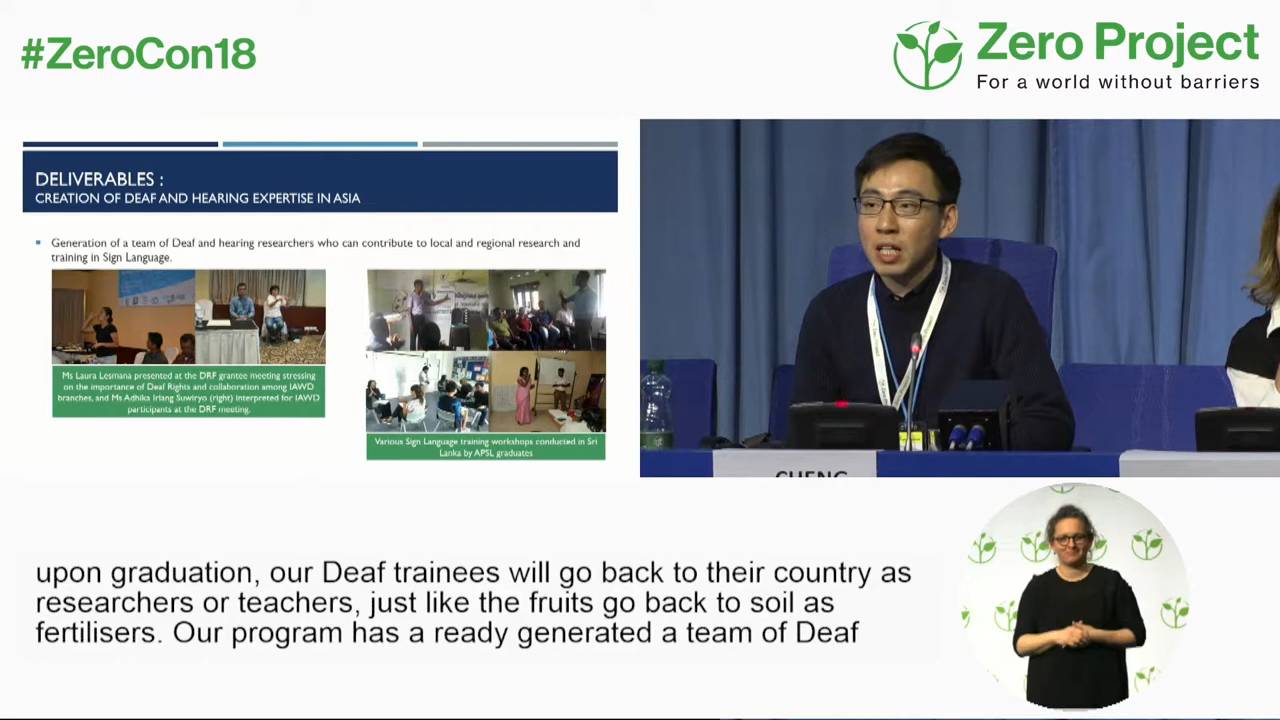 #ZeroCon18
Zero Project
For a world without barriers
DELIVERABLES :
CREATION OF DEAF AND HEARING EXPERTISE IN ASIA
Generation of a team of Deaf and hearing researchers who can contribute to local and regional research and
training in Sign Language.
Ms Laura Lesmana presented at the DRF grantee meeting stressing
on the importance of Deaf Rights and collaboration among IAWD
branches, and Ms Adhika Irlang Suwiryo (right) interpreted for IAWD
participants at the DRF meeting.
Various Sign Language training workshops conducted in Sri
Lanka by APSL graduates
CHENG
upon graduation, our Deaf trainees will go back to their country as
researchers or teachers, just like the fruits go back to soil as
fertilisers. Our program has a ready generated a team of Deaf